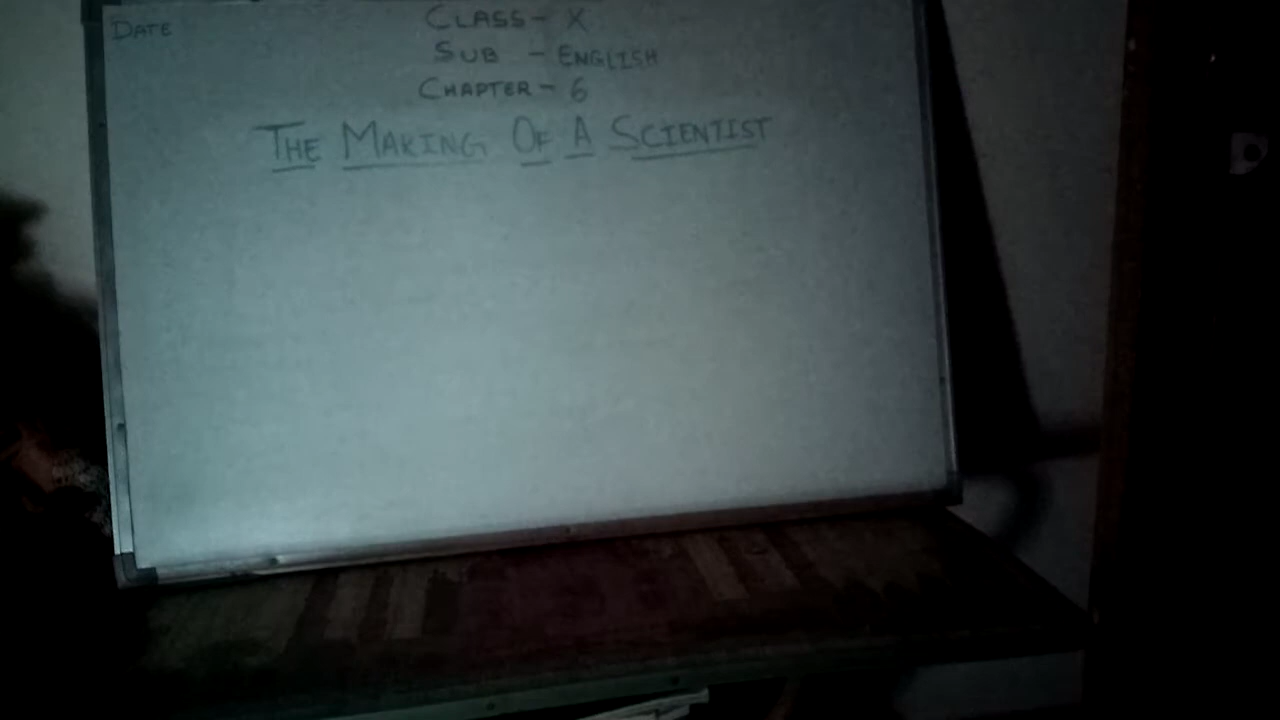 DATE
CLASS - X
SUB - ENGLISH
CHAPTER - 6
THE MAKING OF A SCIENTIST